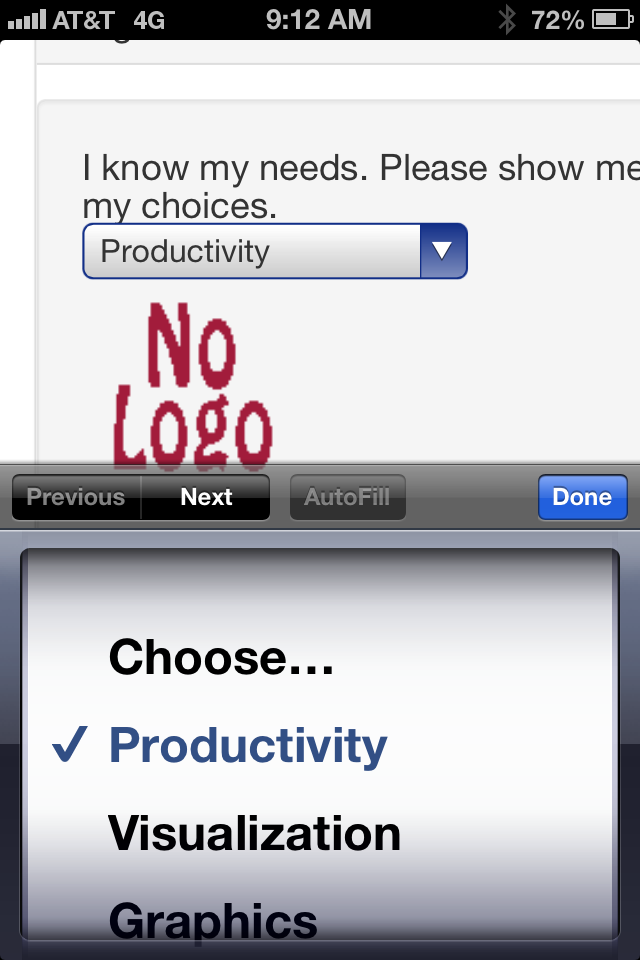 AT&T 4G 9:12 AM 72%
I know my needs. Please show me
my choices.
Productivity
No
Logo
Previous Next AutoFill Done
Choose...
✓ Productivity
Visualization
Graphics